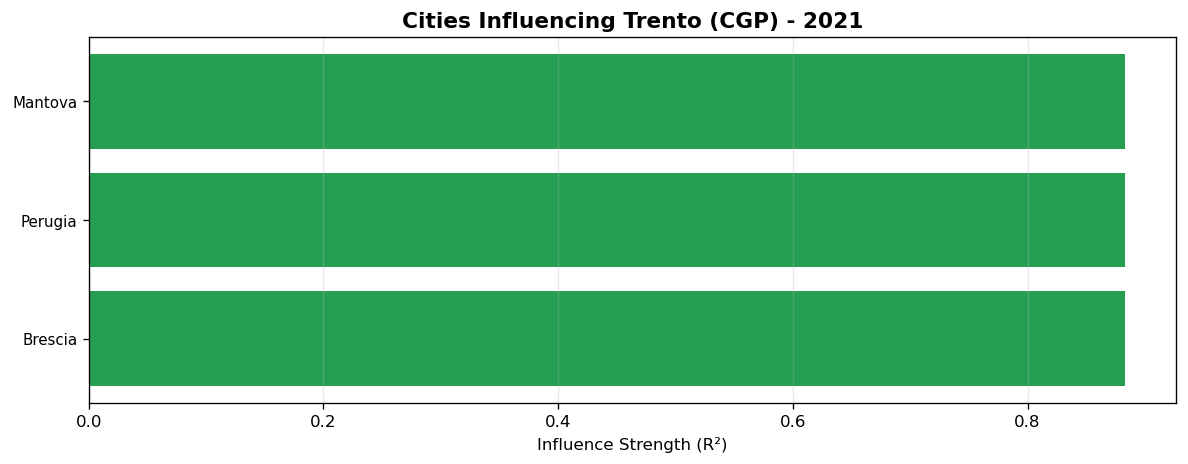 Cities Influencing Trento (CGP) - 2021
Mantova
Perugia
Brescia
0.0 0.2 0.4 0.6 0.8
Influence Strength (R²)